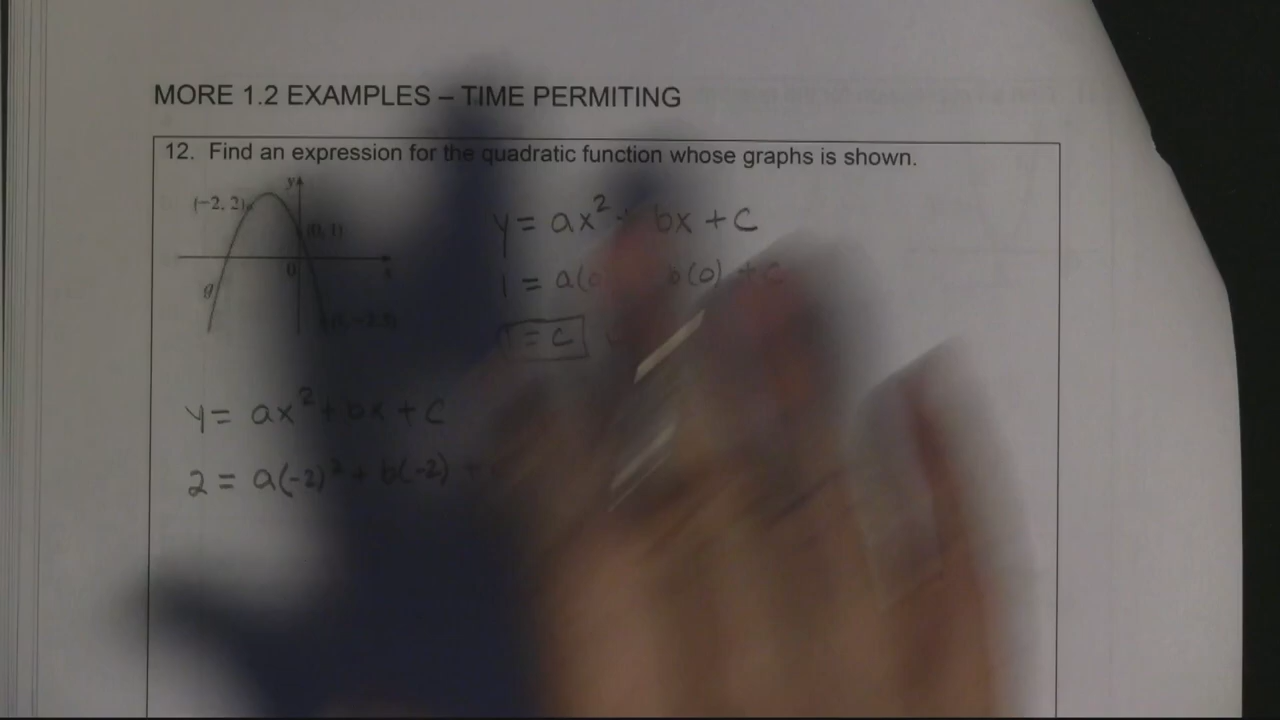 MORE 1.2 EXAMPLES – TIME PERMITING
12. Find an expression for the quadratic function whose graphs is shown.
y
(−2, 2)
(0, 1)
0
x
g
y = ax² + bx + c
1 = a(0 b(0) + c
1 = c
y = ax² + bx + c
2 = a(-2)² + b(-2) +